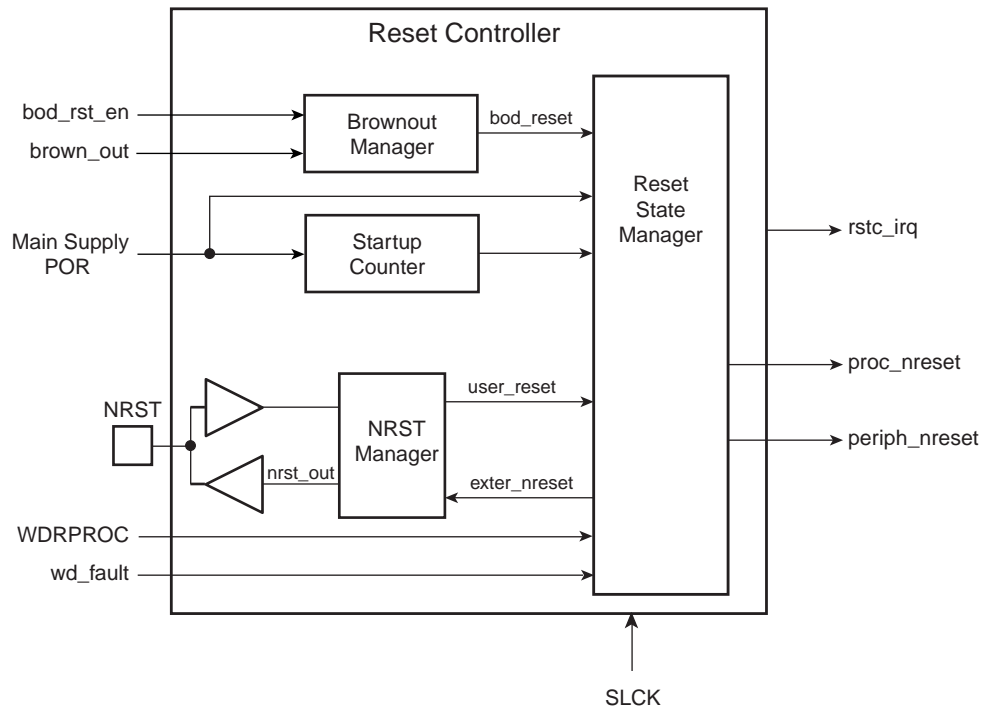 Reset Controller
bod_rst_en
brown_out
Brownout
Manager
bod_reset
Main Supply
POR
Startup
Counter
Reset
State
Manager
rstc_irq
proc_nreset
periph_nreset
NRST
NRST
Manager
user_reset
nrst_out
exter_nreset
WDRPROC
wd_fault
SLCK